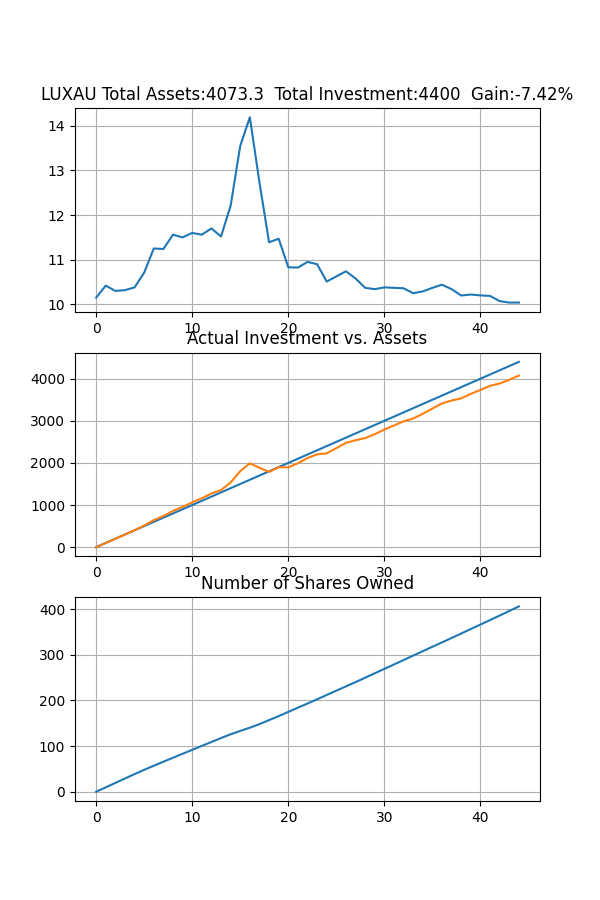 LUXAU Total Assets:4073.3  Total Investment:4400  Gain:-7.42%
14
13
12
11
10
0 10 20 30 40
Actual Investment vs. Assets
4000
3000
2000
1000
0
0 10 20 30 40
Number of Shares Owned
400
300
200
100
0
0 10 20 30 40